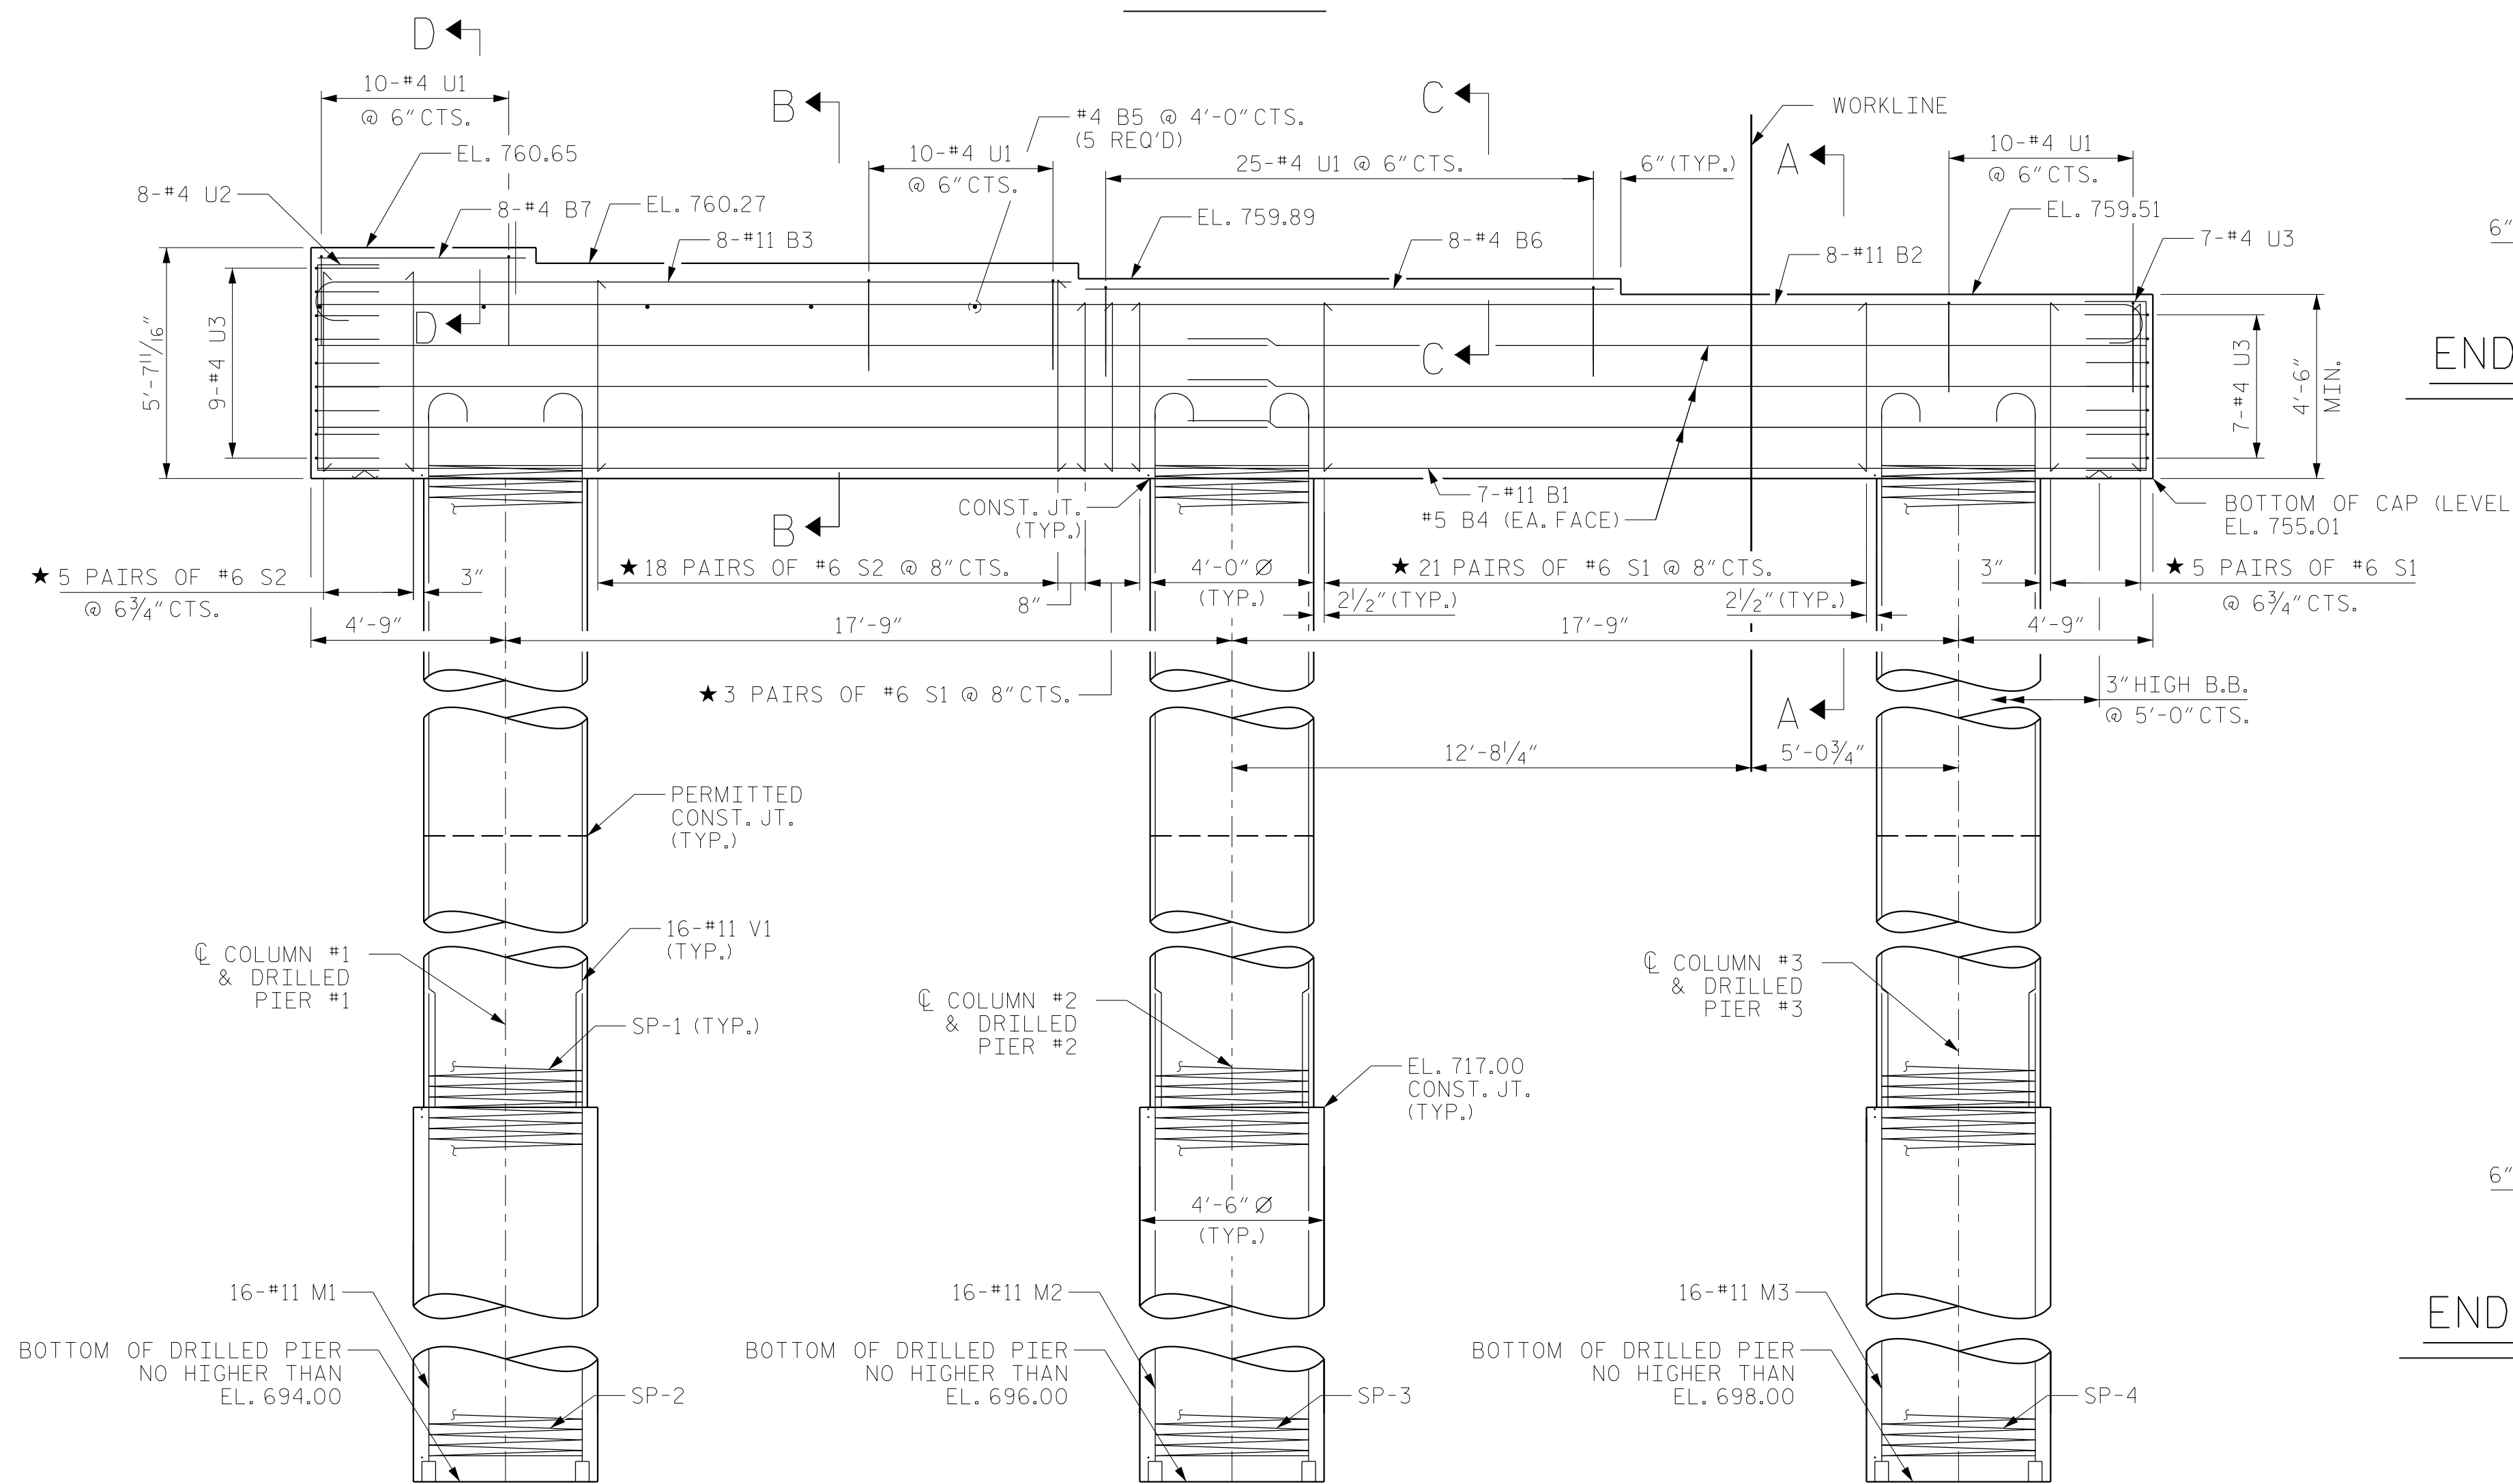 D
10-#4 U1
@ 6"CTS.
EL. 760.65
8-#4 U2
8-#4 B7
EL. 760.27
8-#11 B3
B
10-#4 U1
@ 6"CTS.
#4 B5 @ 4'-0"CTS.
(5 REQ'D)
C
25-#4 U1 @ 6"CTS.
6"(TYP.)
WORKLINE
A
10-#4 U1
@ 6"CTS.
EL. 759.89
8-#4 B6
EL. 759.51
8-#11 B2
7-#4 U3
6"
5'-7 11/16"
9-#4 U3
D
C
7-#4 U3
4'-6"
MIN.
END
B
CONST. JT.
(TYP.)
7-#11 B1
#5 B4 (EA. FACE)
BOTTOM OF CAP (LEVEL
EL. 755.01
★ 5 PAIRS OF #6 S2
@ 6 3/4"CTS.
3"
★ 18 PAIRS OF #6 S2 @ 8"CTS.
8"
4'-0"Ø
(TYP.)
★ 21 PAIRS OF #6 S1 @ 8"CTS.
2 1/2"(TYP.)
2 1/2"(TYP.)
3"
★ 5 PAIRS OF #6 S1
@ 6 3/4"CTS.
4'-9"
17'-9"
17'-9"
4'-9"
★ 3 PAIRS OF #6 S1 @ 8"CTS.
A
3"HIGH B.B.
@ 5'-0"CTS.
12'-8 1/4"
5'-0 3/4"
PERMITTED
CONST. JT.
(TYP.)
16-#11 V1
(TYP.)
℄ COLUMN #1
& DRILLED
PIER #1
SP-1 (TYP.)
℄ COLUMN #2
& DRILLED
PIER #2
EL. 717.00
CONST. JT.
(TYP.)
℄ COLUMN #3
& DRILLED
PIER #3
4'-6"Ø
(TYP.)
6"
16-#11 M1
16-#11 M2
16-#11 M3
END
BOTTOM OF DRILLED PIER
NO HIGHER THAN
EL. 694.00
SP-2
BOTTOM OF DRILLED PIER
NO HIGHER THAN
EL. 696.00
SP-3
BOTTOM OF DRILLED PIER
NO HIGHER THAN
EL. 698.00
SP-4